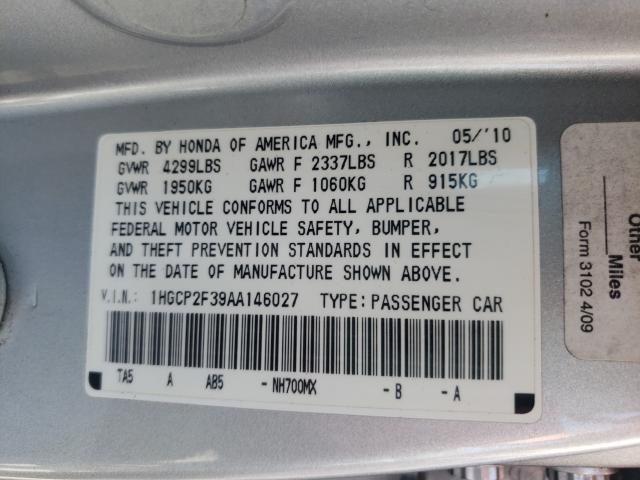 MFD. BY HONDA OF AMERICA MFG., INC. 05/'10
GVWR 4299LBS GAWR F 2337LBS R 2017LBS
GVWR 1950KG GAWR F 1060KG R 915KG
THIS VEHICLE CONFORMS TO ALL APPLICABLE
FEDERAL MOTOR VEHICLE SAFETY, BUMPER,
AND THEFT PREVENTION STANDARDS IN EFFECT
ON THE DATE OF MANUFACTURE SHOWN ABOVE.
V.I.N.: 1HGCP2F39AA146027 TYPE: PASSENGER CAR
TA5 A AB5 -NH700MX -B -A
Other
Miles
Form 3102 4/09